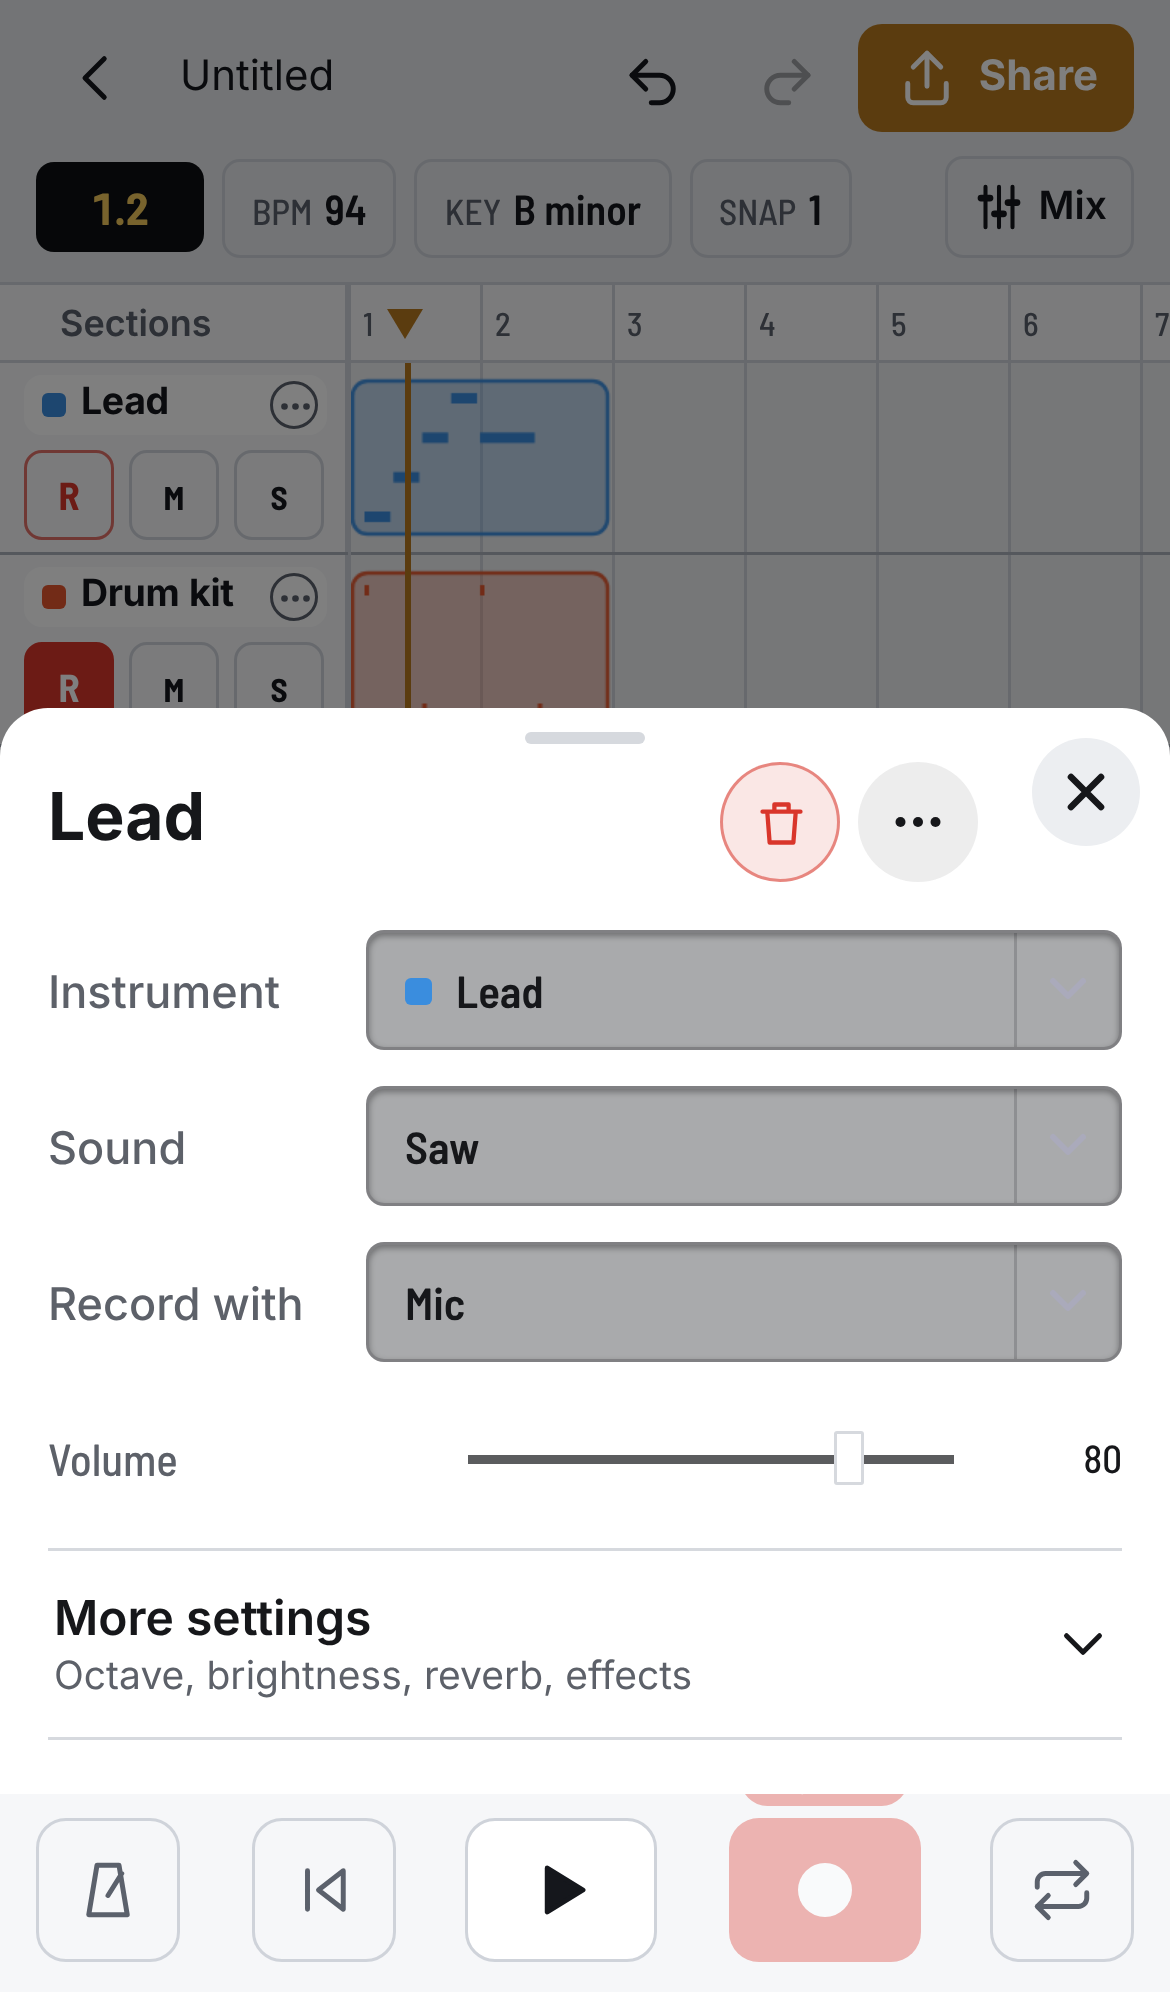 Untitled
Share
1.2
BPM 94
KEY B minor
SNAP 1
Mix
Sections
1 2 3 4 5 6 7
Lead
R M S
Drum kit
R M S
Lead
Instrument Lead
Sound Saw
Record with Mic
Volume 80
More settings
Octave, brightness, reverb, effects